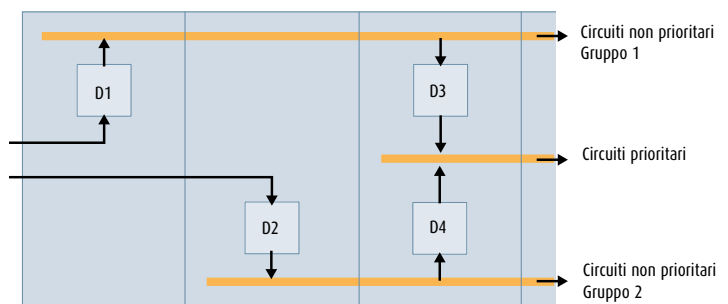 Circuiti non prioritari
Gruppo 1
D1
D3
Circuiti prioritari
D2
D4
Circuiti non prioritari
Gruppo 2